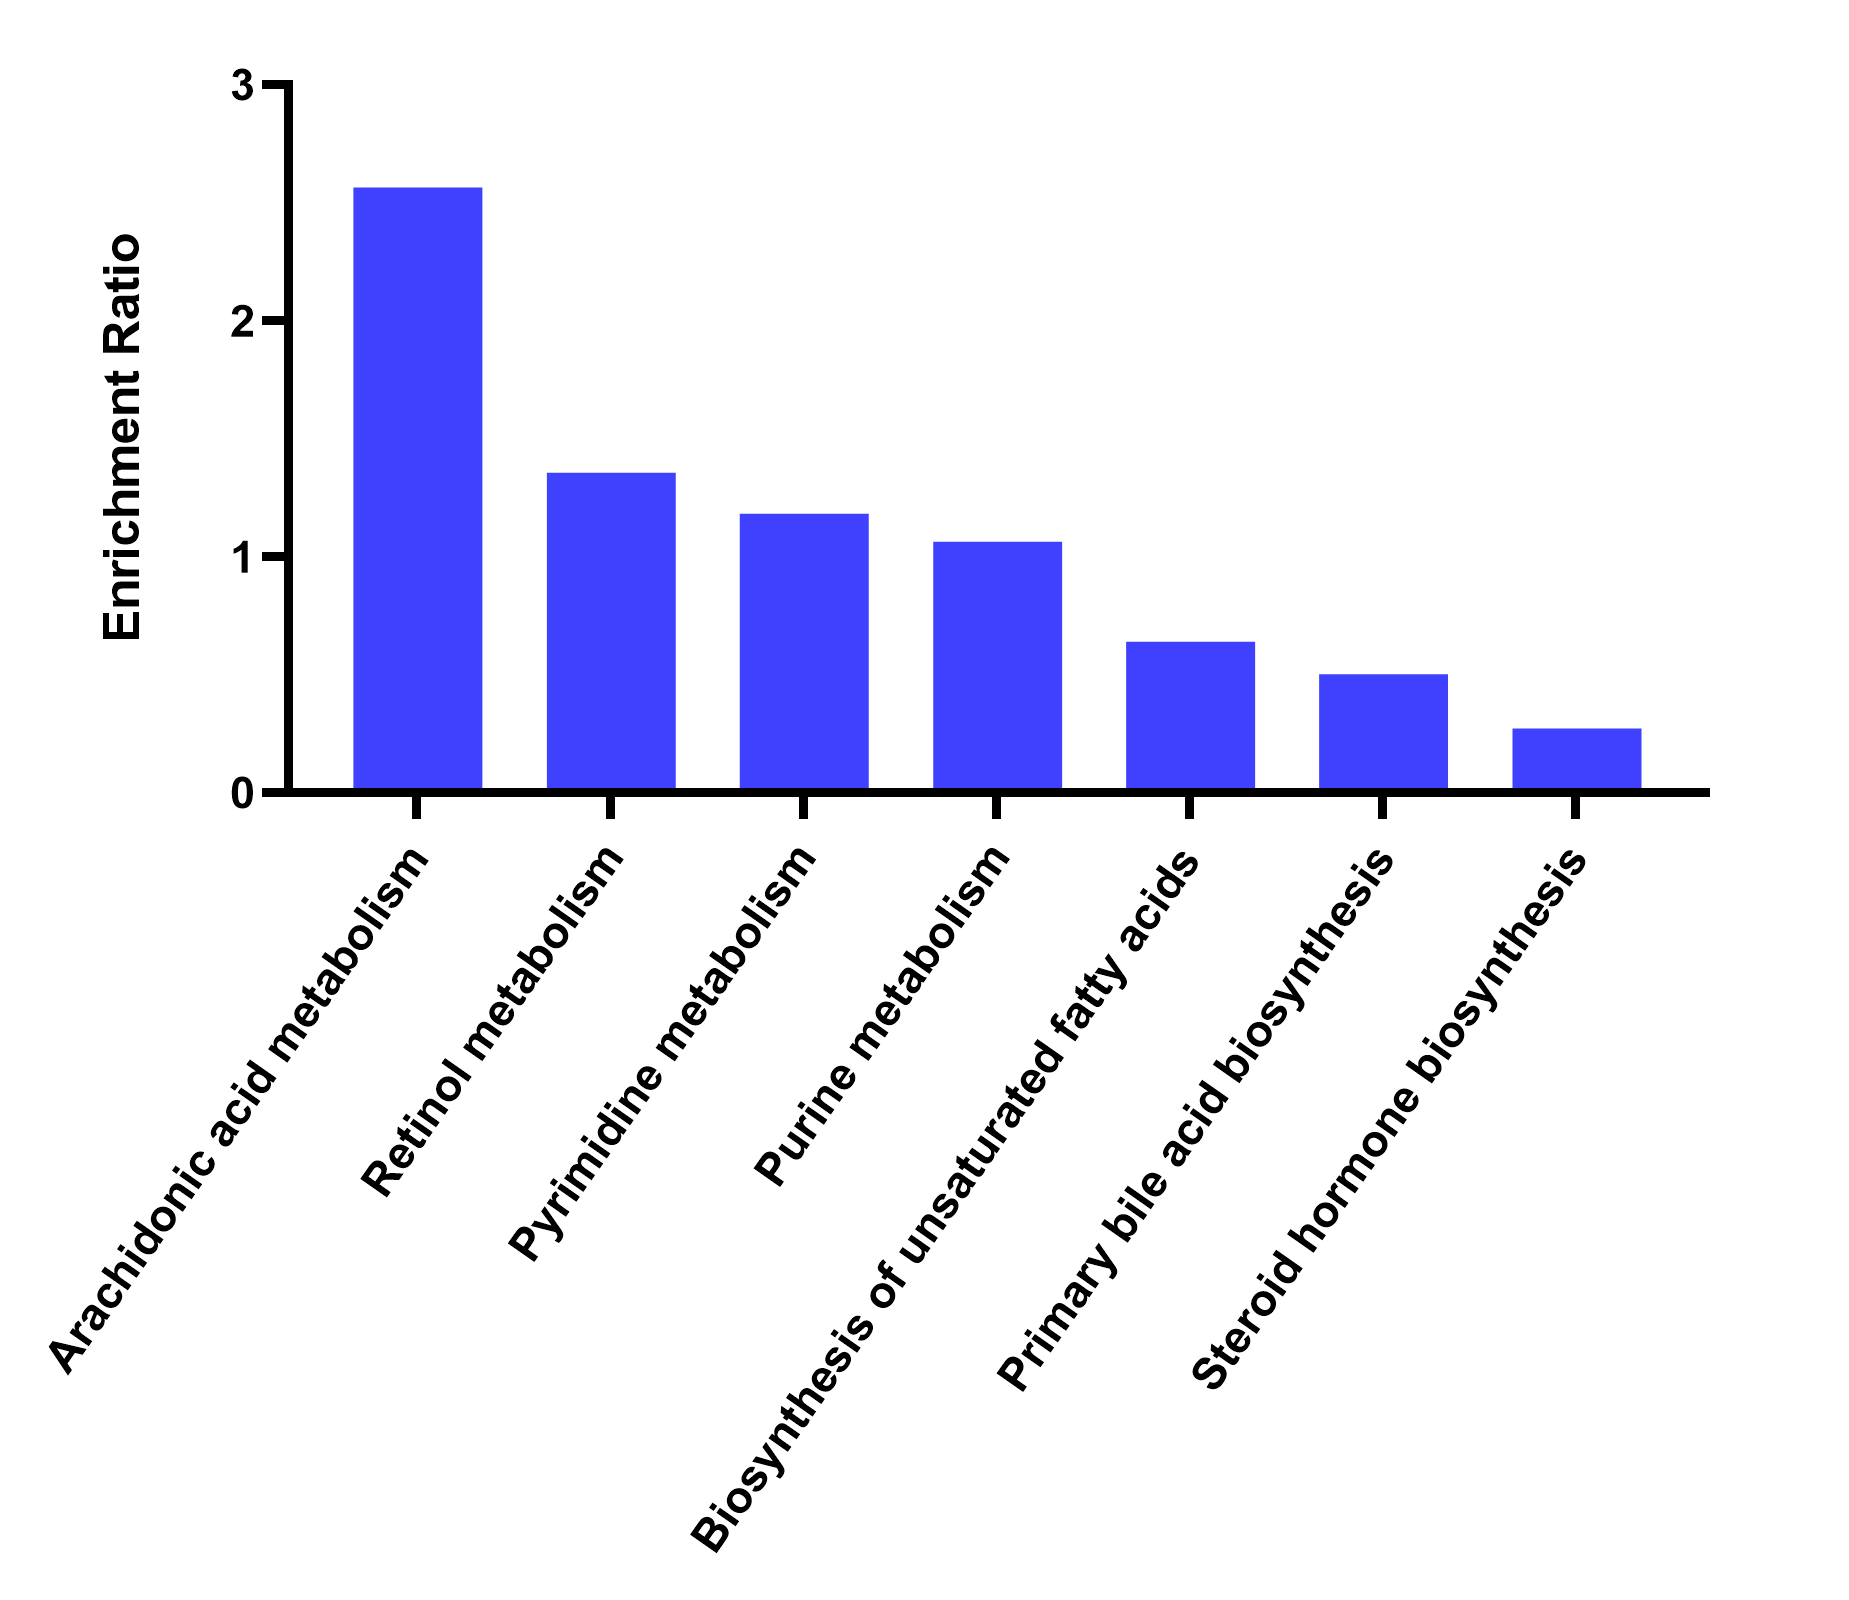 Enrichment Ratio
3
2
1
0
Arachidonic acid metabolism
Retinol metabolism
Pyrimidine metabolism
Purine metabolism
Biosynthesis of unsaturated fatty acids
Primary bile acid biosynthesis
Steroid hormone biosynthesis